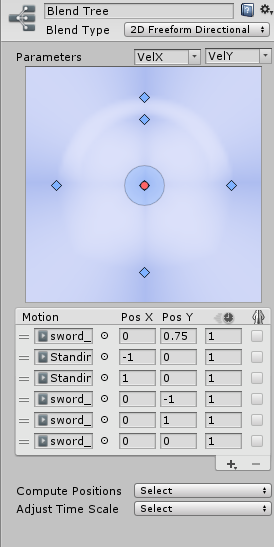 Blend Tree
Blend Type 2D Freeform Directional
Parameters VelX VelY
Motion Pos X Pos Y
sword_ 0 0.75 1
Standin -1 0 1
Standin 1 0 1
sword_ 0 -1 1
sword_ 0 1 1
sword_ 0 0 1
+ −
Compute Positions Select
Adjust Time Scale Select